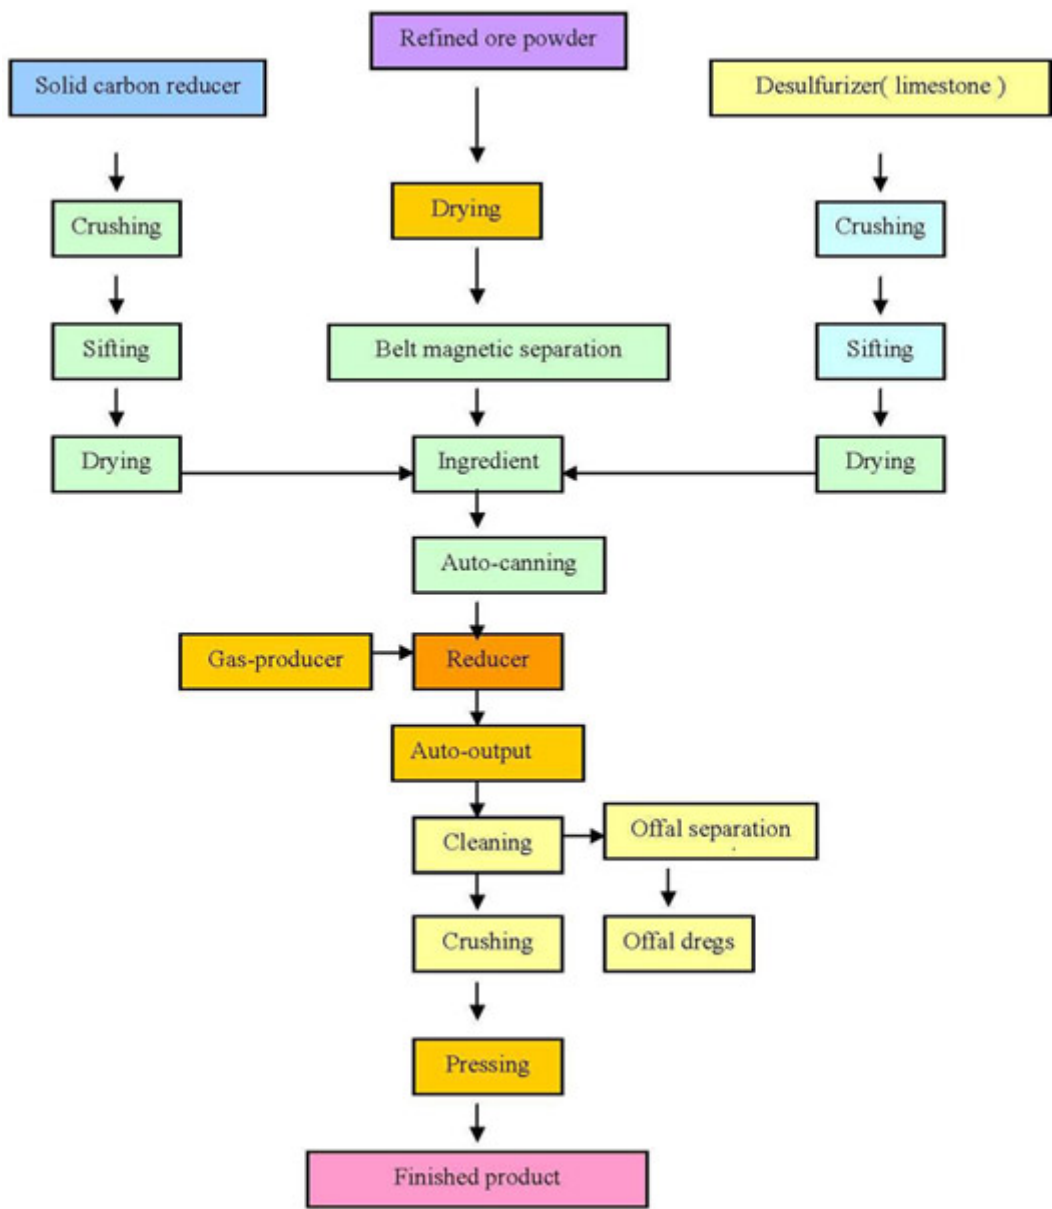 Refined ore powder
Solid carbon reducer
Desulfurizer( limestone )
Crushing
Drying
Crushing
Sifting
Belt magnetic separation
Sifting
Drying
Ingredient
Drying
Auto-canning
Gas-producer
Reducer
Auto-output
Offal separation
Cleaning
Crushing
Offal dregs
Pressing
Finished product